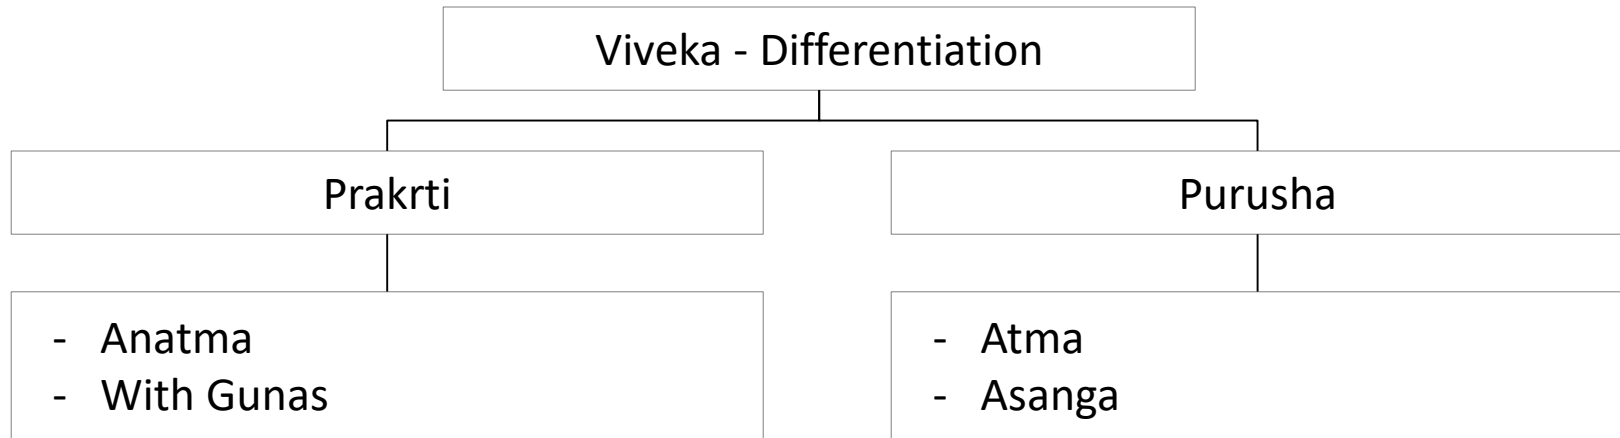 Viveka - Differentiation
Prakrti
Purusha
- Anatma
- With Gunas
- Atma
- Asanga